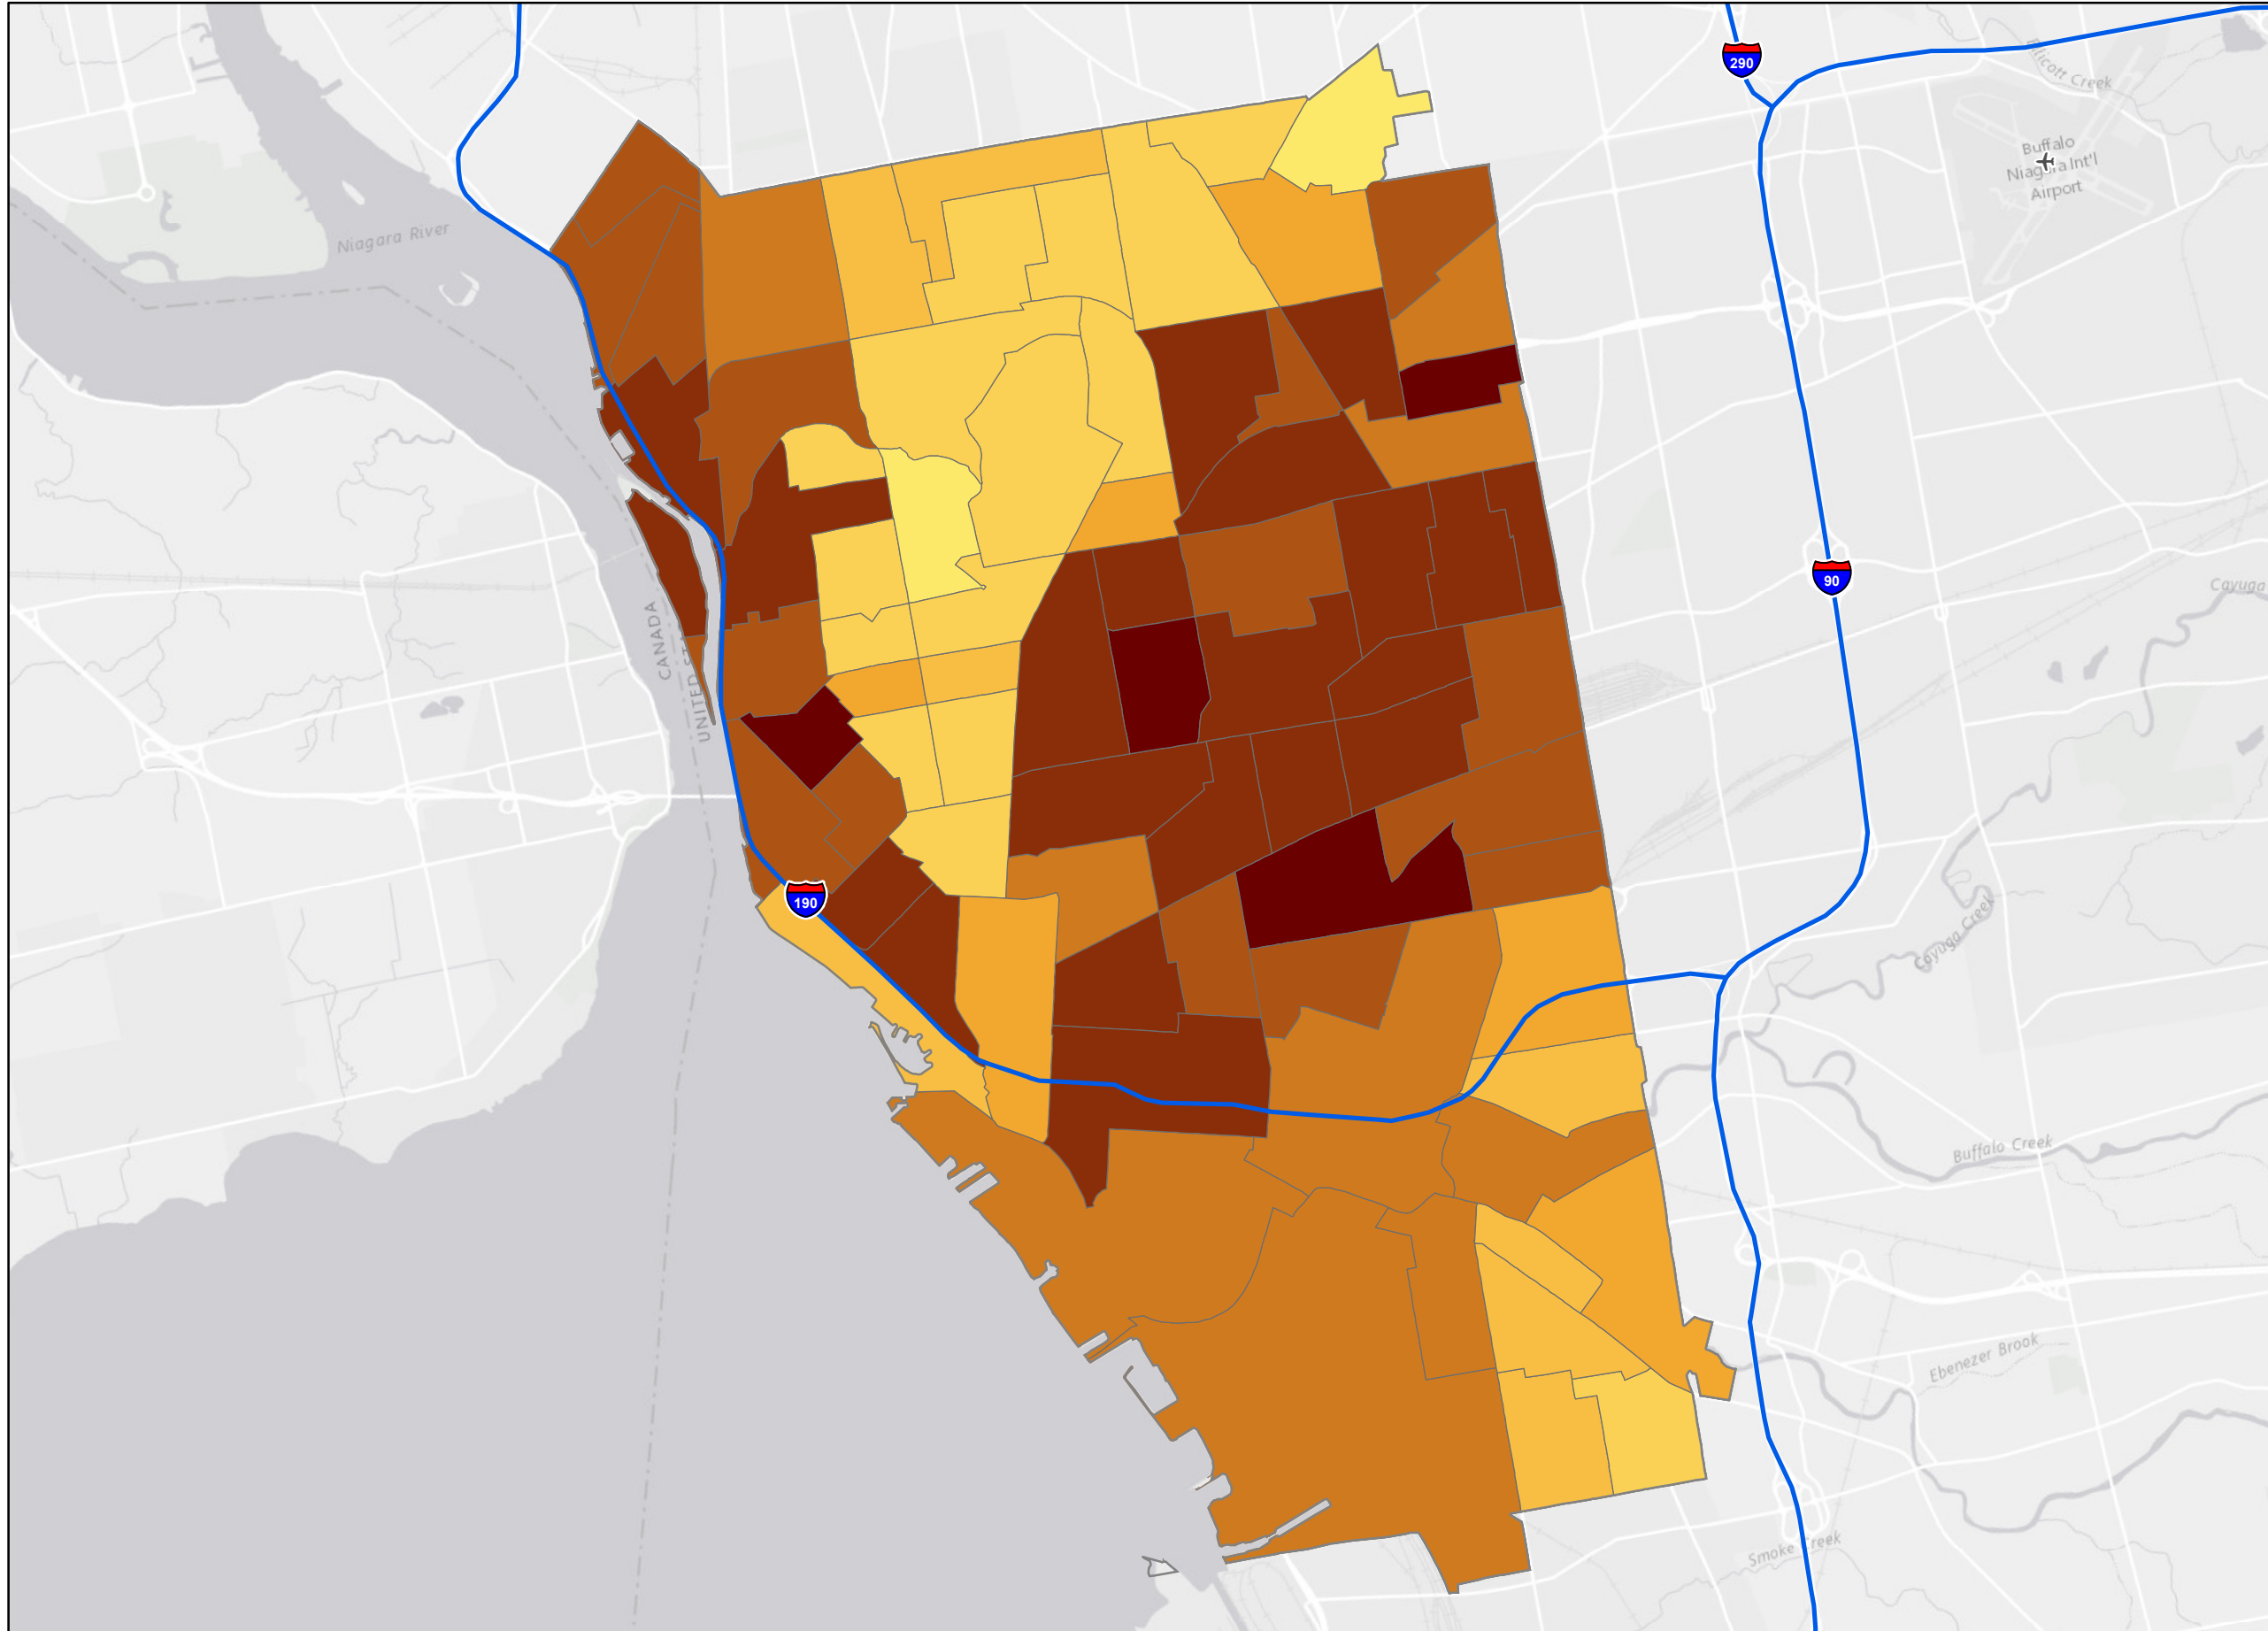 290
Ellicott Creek
Buffalo
Niagara Int'l
Airport
Niagara River
90
Cayuga
CANADA
UNITED ST
190
Cayuga Creek
Buffalo Creek
Ebenezer Brook
Smoke Creek